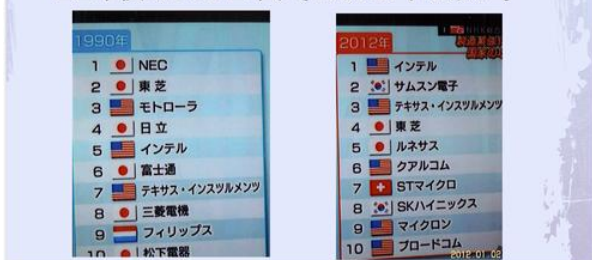 1990年
1 NEC
2 東芝
3 モトローラ
4 日立
5 インテル
6 富士通
7 テキサス・インスツルメンツ
8 三菱電機
9 フィリップス
10 松下電器
2012年
1 インテル
2 サムスン電子
3 テキサス・インスツルメンツ
4 東芝
5 ルネサス
6 クアルコム
7 STマイクロ
8 SKハイニックス
9 マイクロン
10 ブロードコム
2012.01.02